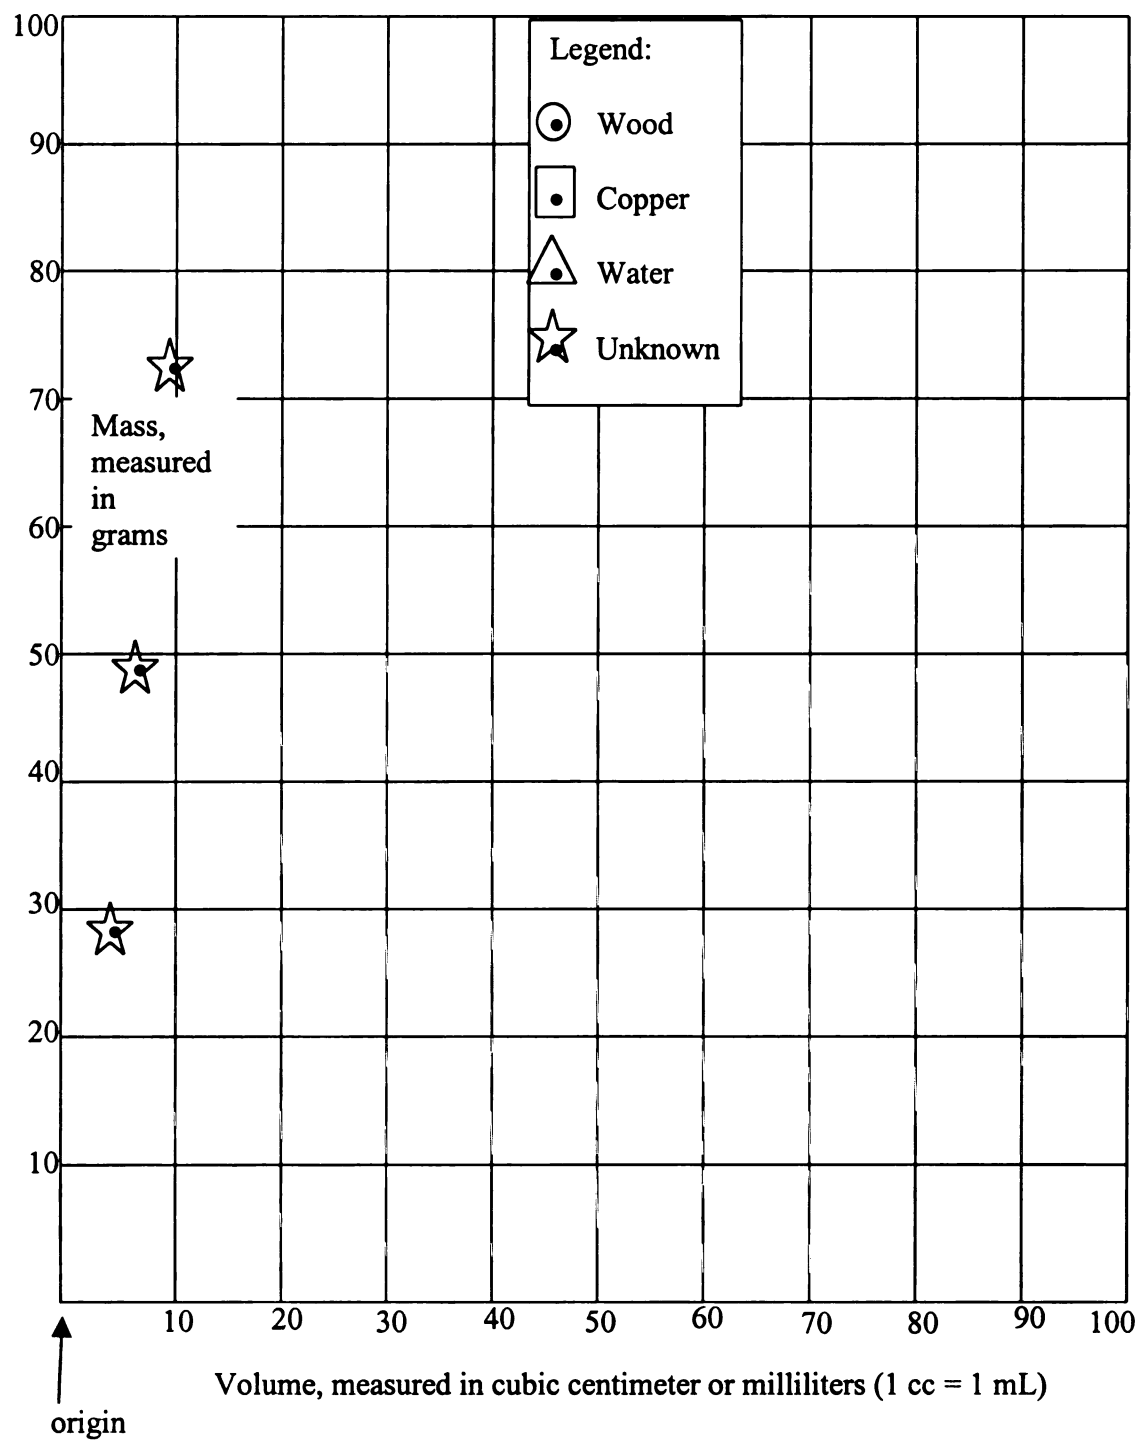 100
Legend:
Wood
90
Copper
80
Water
Unknown
70
Mass,
measured
in
60
grams
50
40
30
20
10
10 20 30 40 50 60 70 80 90 100
Volume, measured in cubic centimeter or milliliters (1 cc = 1 mL)
origin